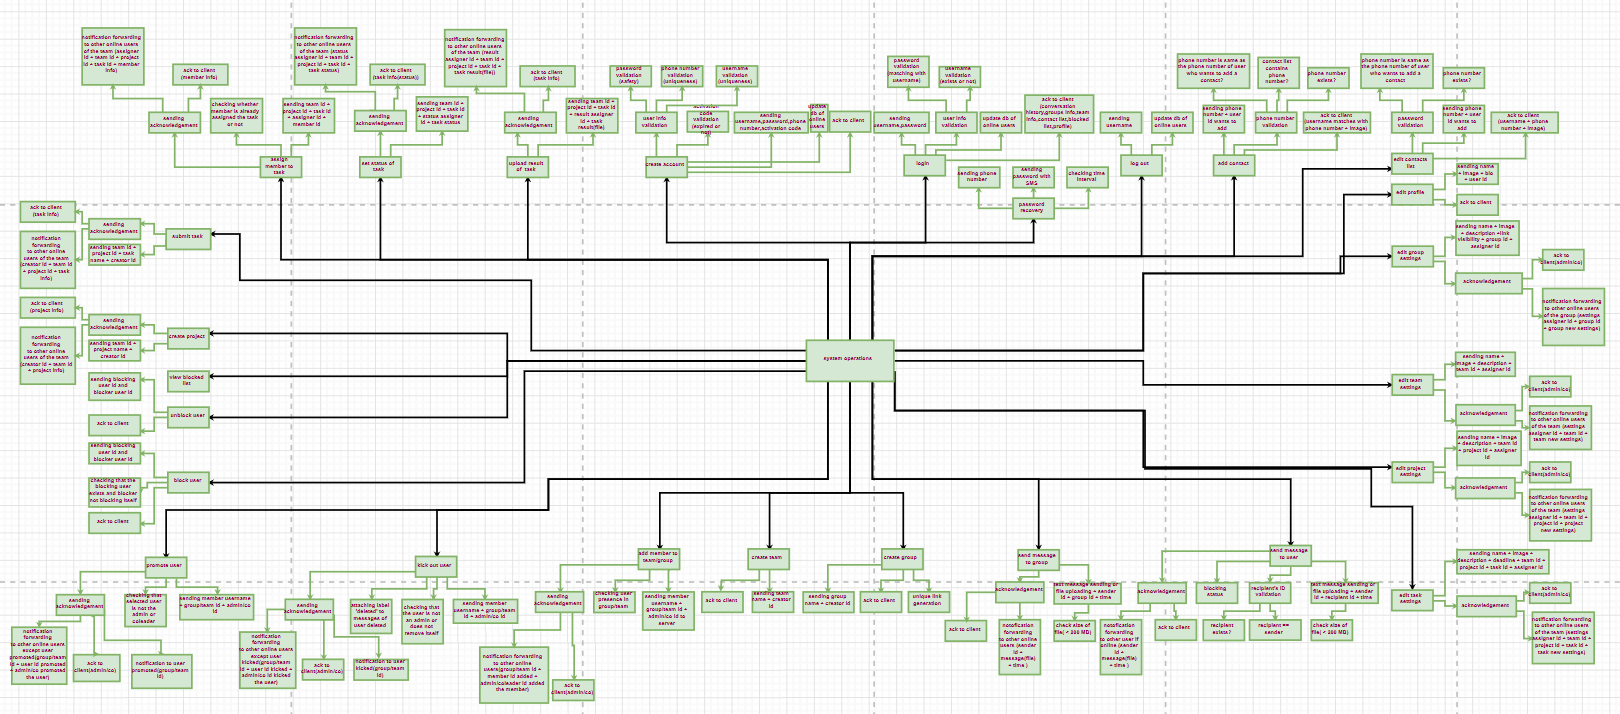 notification forwarding
to other online users
of the team (assigner
id + team id + project
id + task id + member
info)
ack to client
(member info)
sending
acknowledgement
checking whether
member is already
assigned the task
or not
sending team id +
project id + task id
+ assigner id +
member id
assign
member to
task
notification forwarding
to other online users
of the team (status
assigner id + team id +
project id + task id +
task status)
ack to client
(task info(status))
sending
acknowledgement
sending team id +
project id + task id
+ status assigner
id + task status
set status of
task
notification forwarding
to other online users
of the team (result
assigner id + team id +
project id + task id +
task result(file))
ack to client
(task info)
sending
acknowledgement
sending team id +
project id + task id
+ result assigner
id + task
result(file)
upload result
of task
password
validation
(safety)
phone number
validation
(uniqueness)
username
validation
(uniqueness)
user info
validation
activation
code
validation
(expired or
not)
sending
username,password,phone
number,activation code
update
db of
online
users
ack to client
create account
password
validation
(matching with
username)
username
validation
(exists or not)
sending
username,password
user info
validation
update db of
online users
ack to client
(conversation
history,groups info,team
info,contact list,blocked
list,profile)
login
sending phone
number
sending
password with
SMS
checking time
interval
password
recovery
sending
username
update db of
online users
log out
phone number is same as
the phone number of user
who wants to add a
contact?
contact list
contains
phone
number?
phone number
exists?
sending phone
number + user
id wants to
add
phone number
validation
ack to client
(username matches with
phone number + image)
add contact
phone number is same as
the phone number of user
who wants to add a
contact
phone number
exists?
password
validation
sending phone
number + user
id wants to
add
ack to client
(username + phone
number + image)
edit contacts
list
edit profile
sending name
+ image + bio
+ user id
ack to client
ack to client
(task info)
notification
forwarding
to other online
users of the team
(creator id + team id
+ project id + task
info)
sending
acknowledgement
sending team id +
project id + task
name + creator id
submit task
ack to client
(project info)
notification
forwarding
to other online
users of the team
(creator id + team id
+ project info)
sending
acknowledgement
sending team id +
project name +
creator id
create project
view blocked
list
sending blocking
user id and
blocker user id
ack to client
unblock user
sending blocking
user id and
blocker user id
checking that the
blocking user
exists and blocker
not blocking itself
ack to client
block user
system operations
edit group
settings
sending name + image
+ description +link
visibility + group id +
assigner id
acknowledgement
ack to
client(admin/co)
notification forwarding
to other online users
of the group (settings
assigner id + group id
+ group new settings)
edit team
settings
sending name +
image + description +
team id + assigner id
acknowledgement
ack to
client(admin/co)
notification forwarding
to other online users
of the team (settings
assigner id + team id +
team new settings)
edit project
settings
sending name + image
+ description + team id
+ project id + assigner
id
acknowledgement
ack to
client(admin/co)
notification forwarding
to other online users
of the team (settings
assigner id + team id +
project id + project
new settings)
sending name + image +
description + deadline + team id +
project id + task id + assigner id
edit task
settings
acknowledgement
ack to
client(admin/co)
notification forwarding
to other online users
of the team (settings
assigner id + team id +
project id + task id +
task new settings)
promote user
sending
acknowledgement
checking that
selected user
is not the
admin or
coleader
sending member username
+ group/team id + admin/co
id
notification
forwarding
to other online users
except user
promoted(group/team id
+ user id promoted
+ admin/co id promoted
the user)
ack to
client(admin/co)
notification to user
promoted(group/team
id)
kick out user
sending
acknowledgement
attaching label
'deleted' to
messages of
user deleted
checking that
the user is not
an admin or
does not
remove itself
sending member
username + group/team
id + admin/co id
notification
forwarding
to other online users
except user
kicked(group/team
id + user id kicked +
admin/co id kicked
the user)
ack to
client(admin/co)
notification to user
kicked(group/team
id)
add member to
team/group
sending
acknowledgement
checking user
presence in
group/team
sending member
username +
group/team id +
admin/co id to
server
notification forwarding
to other online
users(group/team id +
member id added +
admin/coleader id added
the member)
ack to
client(admin/co)
create team
ack to client
sending team
name + creator
id
create group
sending group
name + creator id
ack to client
unique link
generation
send message
to group
acknowledgement
text message sending or
file uploading + sender
id + group id + time
ack to client
notification
forwarding
to other online
users (sender
id +
message(file)
+ time )
check size of
file( < 200 MB)
send message
to user
acknowledgement
blocking
status
recipient's ID
validation
text message sending or
file uploading + sender
id + recipient id + time
notification
forwarding
to other user if
online (sender
id +
message(file)
+ time )
ack to client
recipient
exists?
recipient ==
sender
check size of
file( < 200 MB)